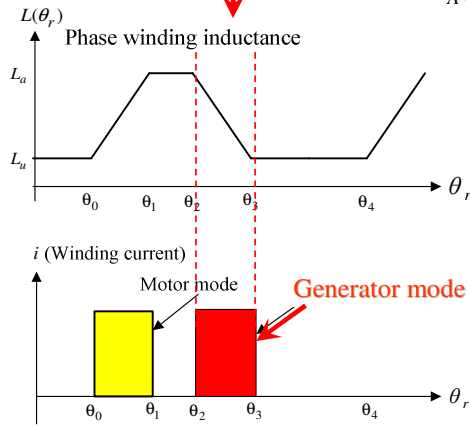 L(θr)
A
Phase winding inductance
La
Lu
θ0 θ1 θ2 θ3 θ4 θr
i (Winding current)
Motor mode
Generator mode
θ0 θ1 θ2 θ3 θ4 θr